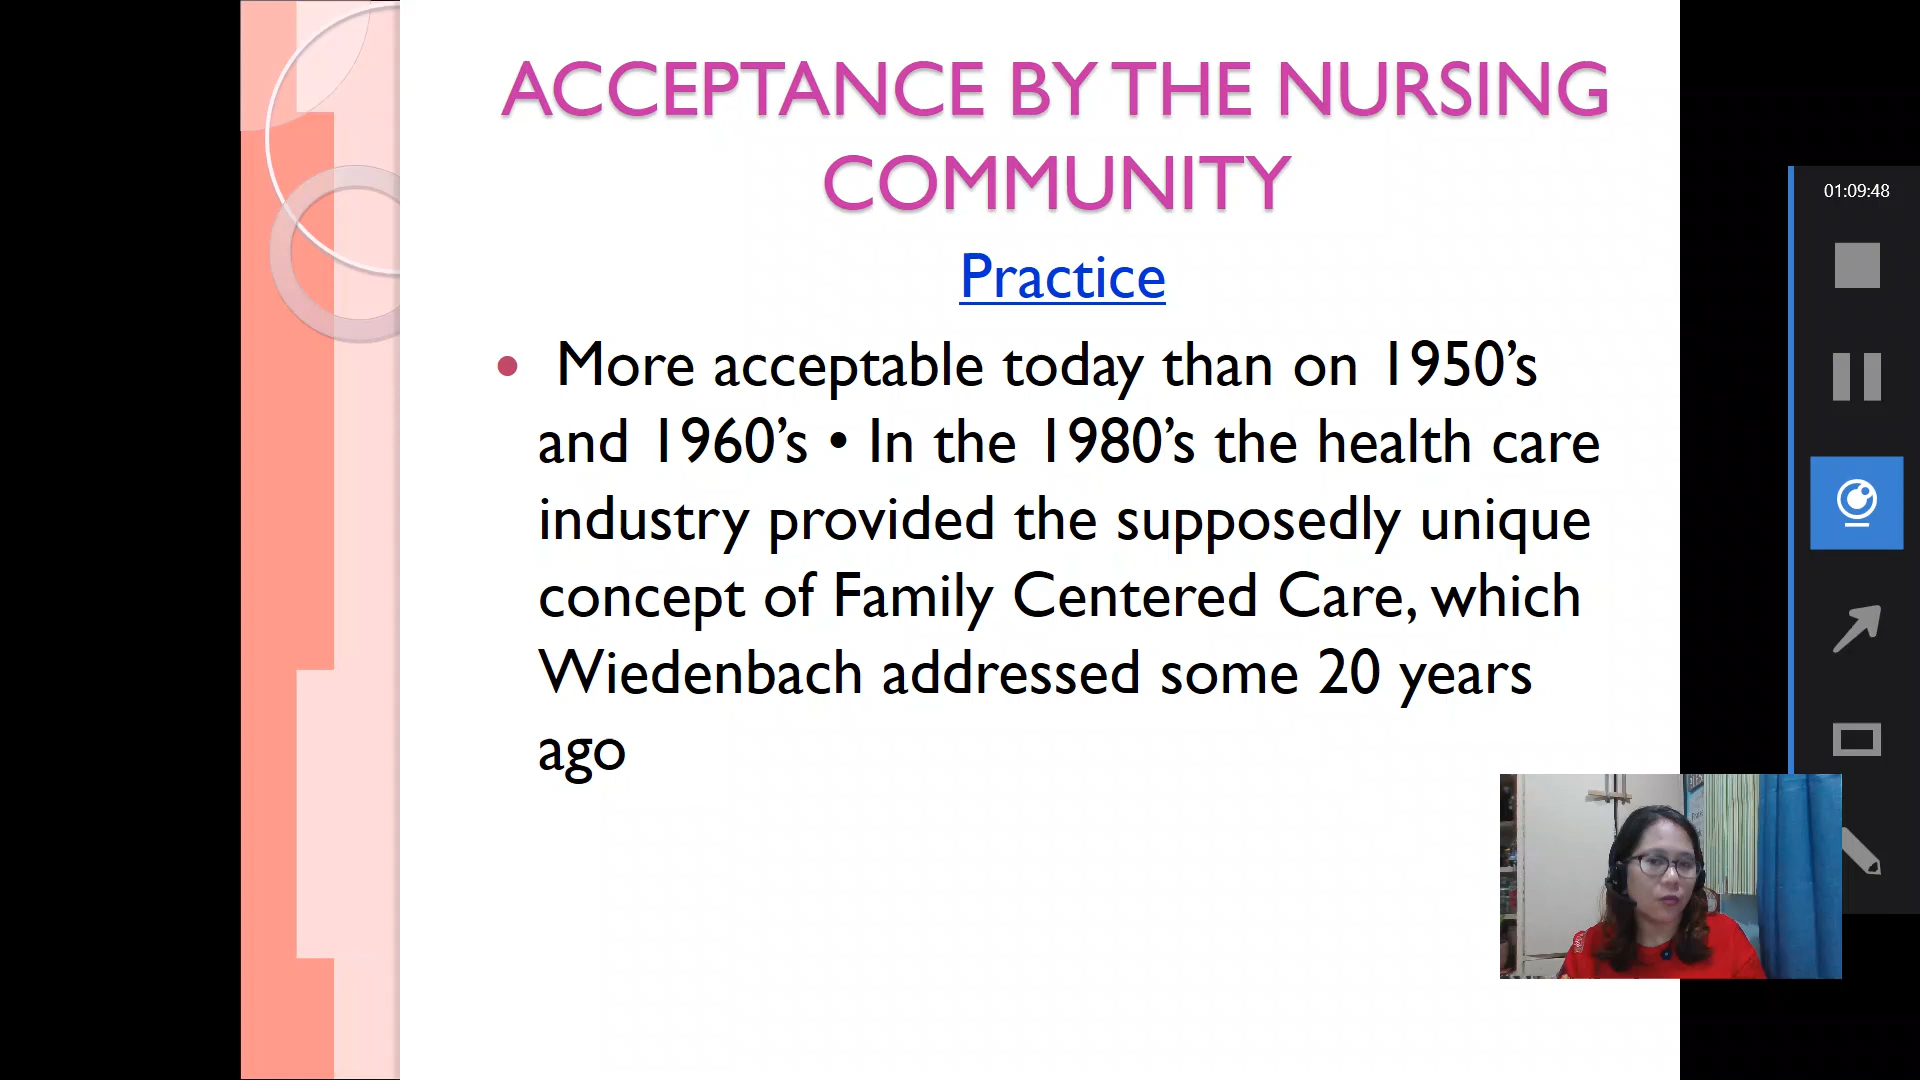 ACCEPTANCE BY THE NURSING
COMMUNITY
Practice
• More acceptable today than on 1950’s
and 1960’s • In the 1980’s the health care
industry provided the supposedly unique
concept of Family Centered Care, which
Wiedenbach addressed some 20 years
ago
01:09:48